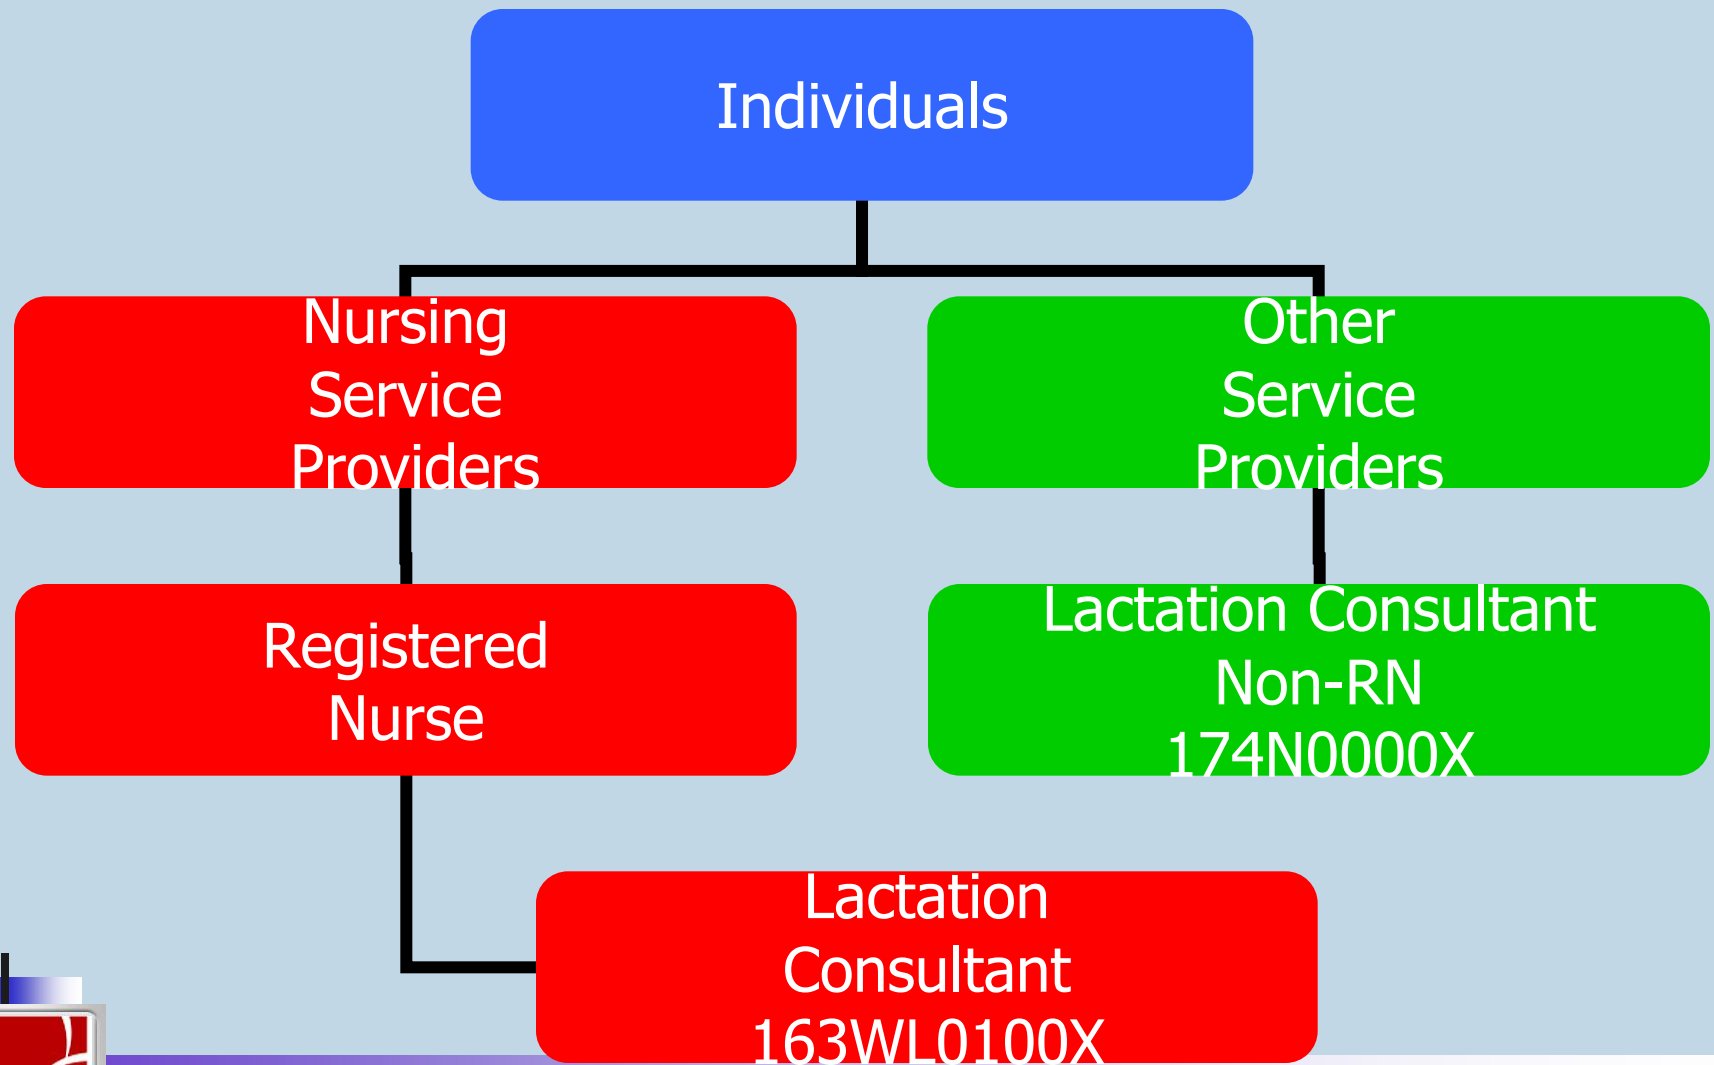 Individuals
Nursing
Service
Providers
Other
Service
Providers
Registered
Nurse
Lactation Consultant
Non-RN
174N0000X
Lactation
Consultant
163WL0100X